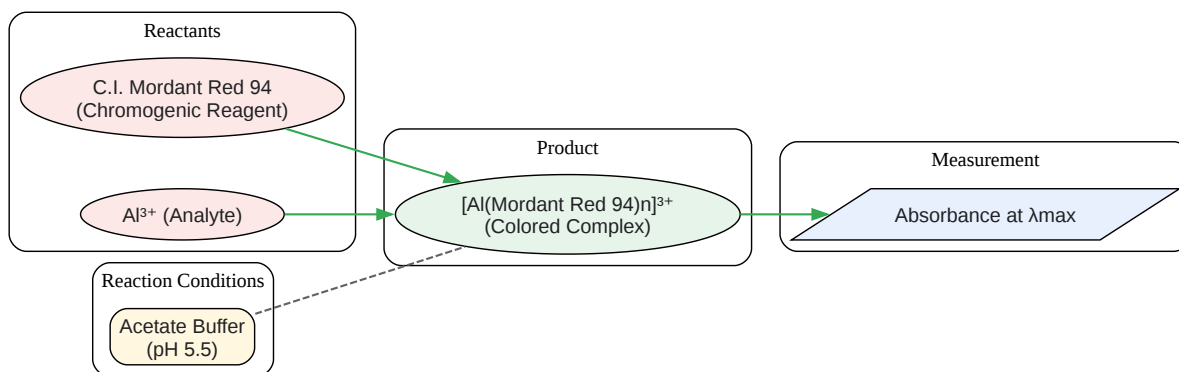 Reactants
C.I. Mordant Red 94
(Chromogenic Reagent)
Al³⁺ (Analyte)
Reaction Conditions
Acetate Buffer
(pH 5.5)
Product
[Al(Mordant Red 94)n]³⁺
(Colored Complex)
Measurement
Absorbance at λmax